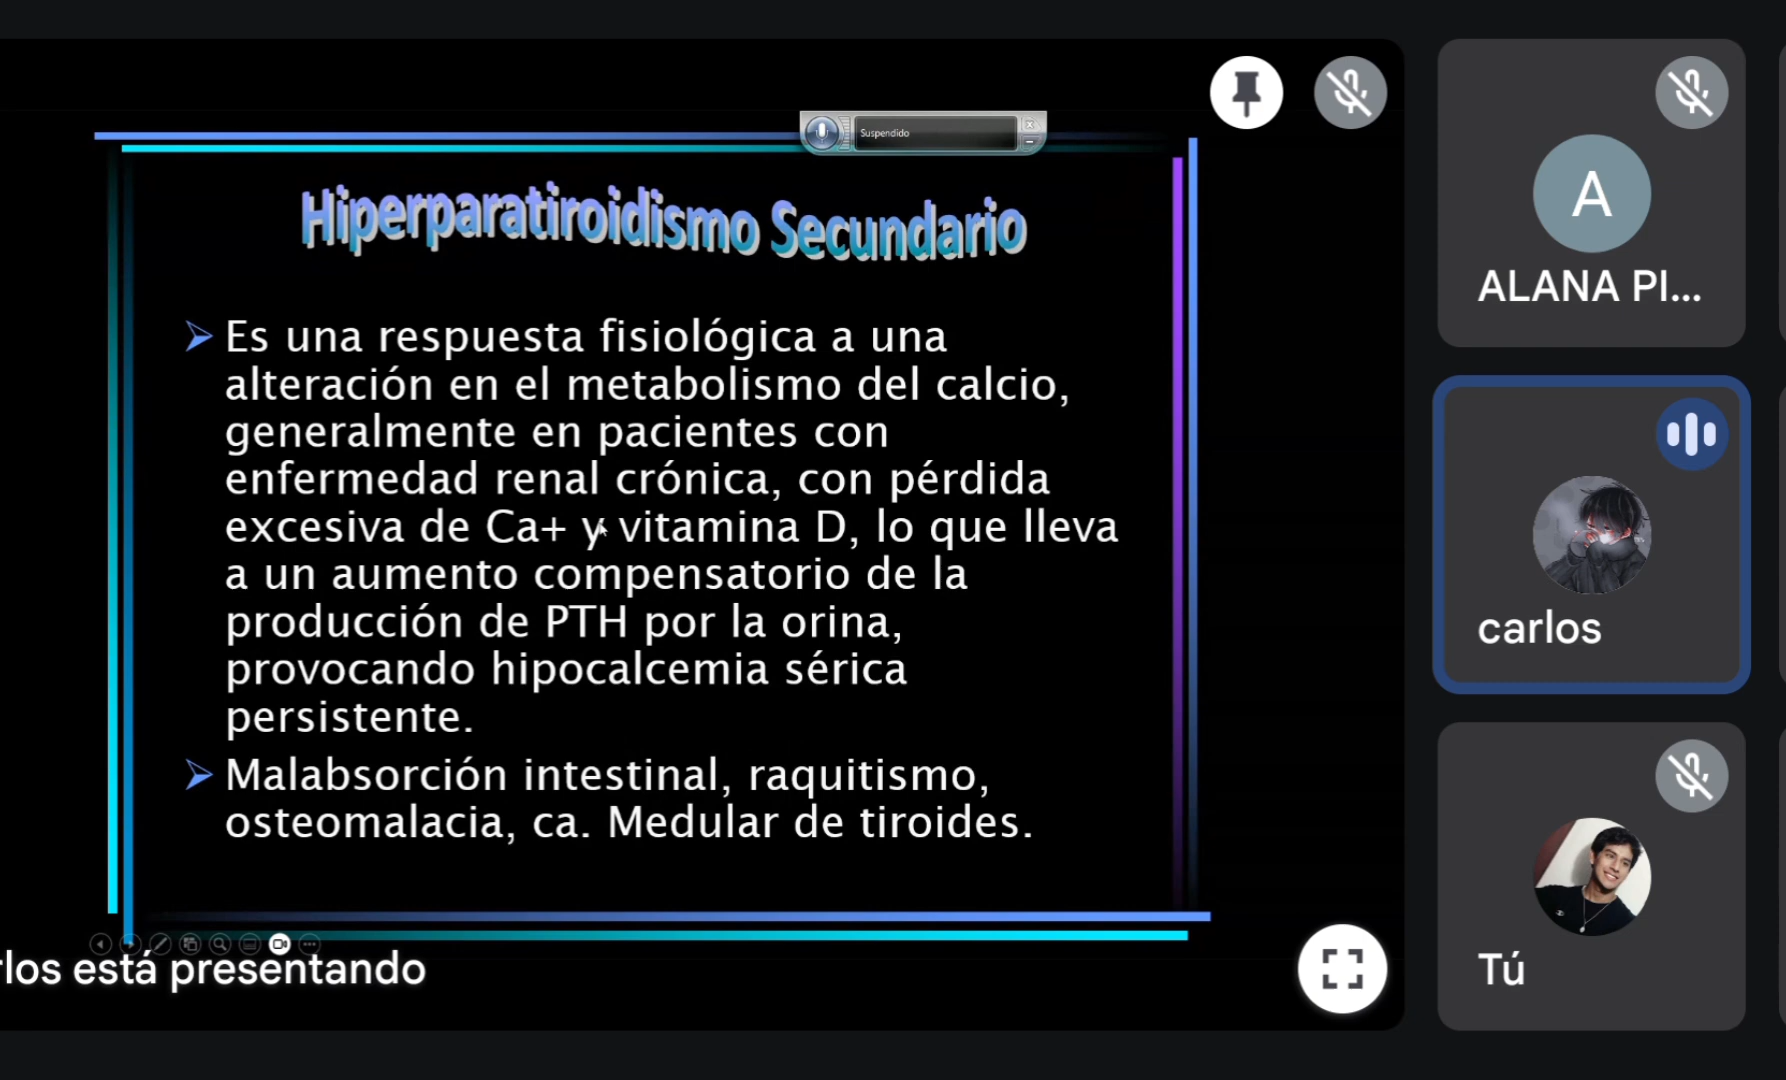 Suspendido
Hiperparatiroidismo Secundario
Es una respuesta fisiológica a una
alteración en el metabolismo del calcio,
generalmente en pacientes con
enfermedad renal crónica, con pérdida
excesiva de Ca+ y vitamina D, lo que lleva
a un aumento compensatorio de la
producción de PTH por la orina,
provocando hipocalcemia sérica
persistente.
Malabsorción intestinal, raquitismo,
osteomalacia, ca. Medular de tiroides.
rlos está presentando
A
ALANA PI...
carlos
Tú